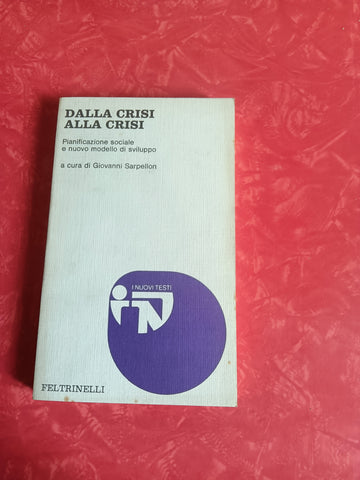 DALLA CRISI
ALLA CRISI
Pianificazione sociale
e nuovo modello di sviluppo
a cura di Giovanni Sarpellon
I NUOVI TESTI
FELTRINELLI